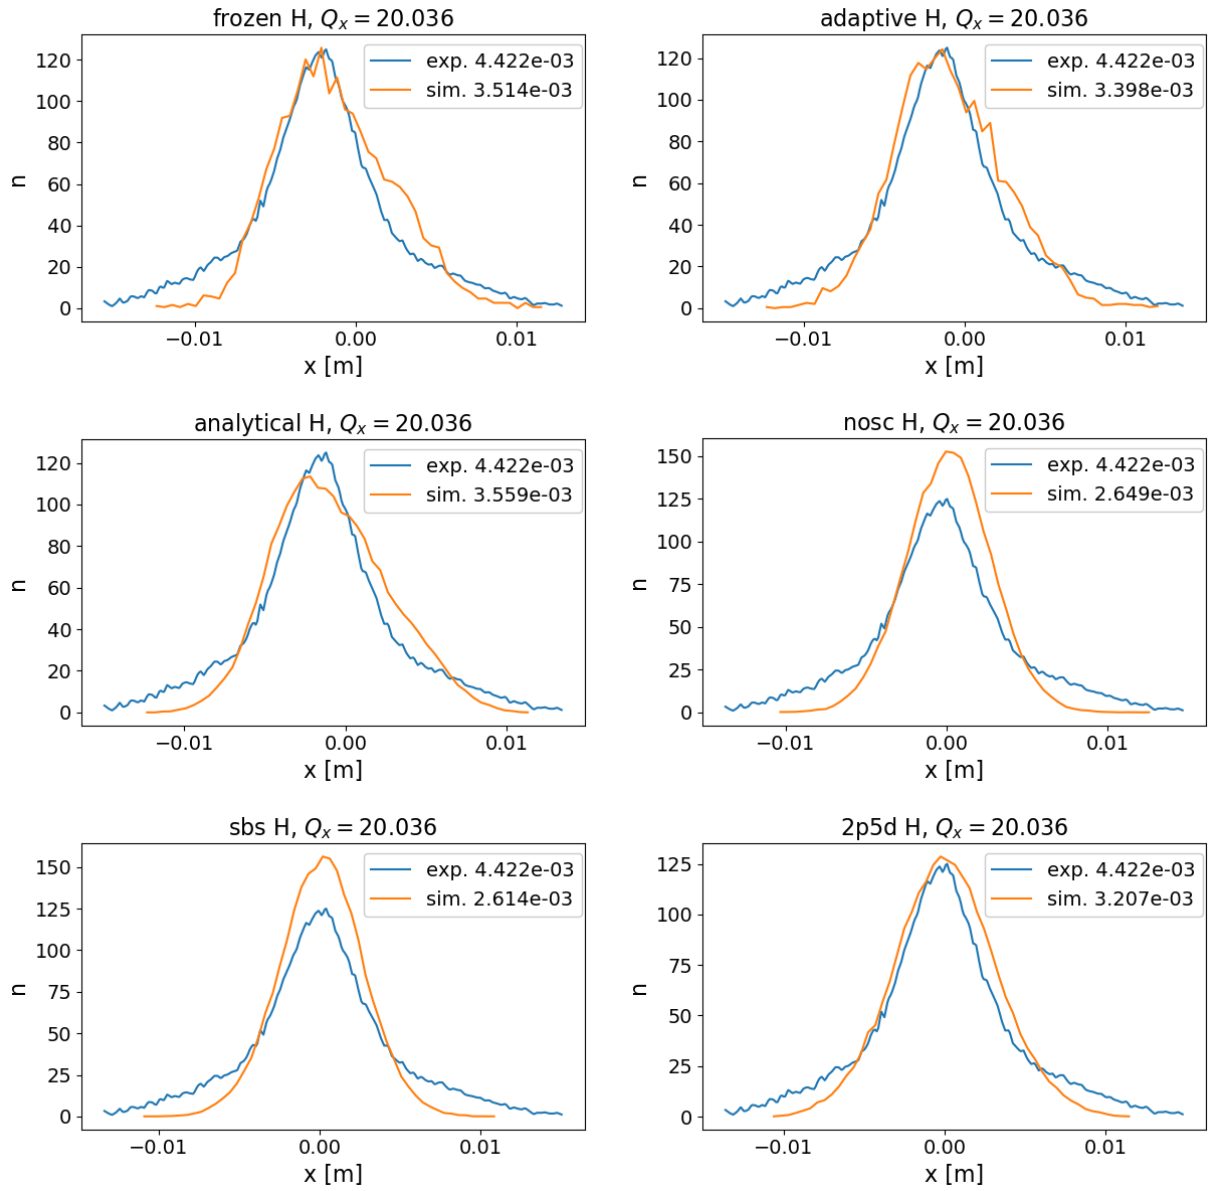 frozen H, Qx = 20.036
adaptive H, Qx = 20.036
120
100
80
60
40
20
0
n
exp. 4.422e-03
sim. 3.514e-03
−0.01
0.00
0.01
x [m]
120
100
80
60
40
20
0
n
exp. 4.422e-03
sim. 3.398e-03
−0.01
0.00
0.01
x [m]
analytical H, Qx = 20.036
nosc H, Qx = 20.036
120
100
80
60
40
20
0
n
exp. 4.422e-03
sim. 3.559e-03
−0.01
0.00
0.01
x [m]
150
125
100
75
50
25
0
n
exp. 4.422e-03
sim. 2.649e-03
−0.01
0.00
0.01
x [m]
sbs H, Qx = 20.036
2p5d H, Qx = 20.036
150
125
100
75
50
25
0
n
exp. 4.422e-03
sim. 2.614e-03
−0.01
0.00
0.01
x [m]
125
100
75
50
25
0
n
exp. 4.422e-03
sim. 3.207e-03
−0.01
0.00
0.01
x [m]